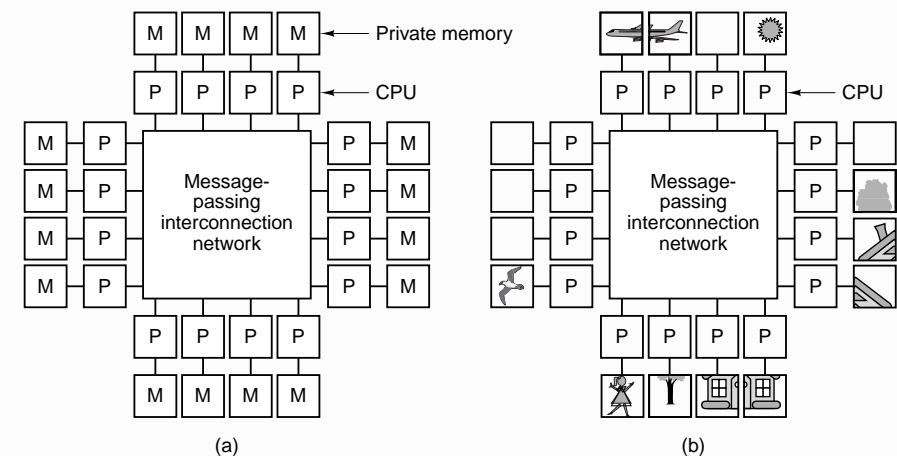 M M M M Private memory
P P P P CPU
M P P M
M P Message- P M
passing
interconnection
M P network P M
M P P M
P P P P
M M M M
(a)
P P P P CPU
P P
P Message- P
passing
interconnection
P network P
P P
P P P P
(b)